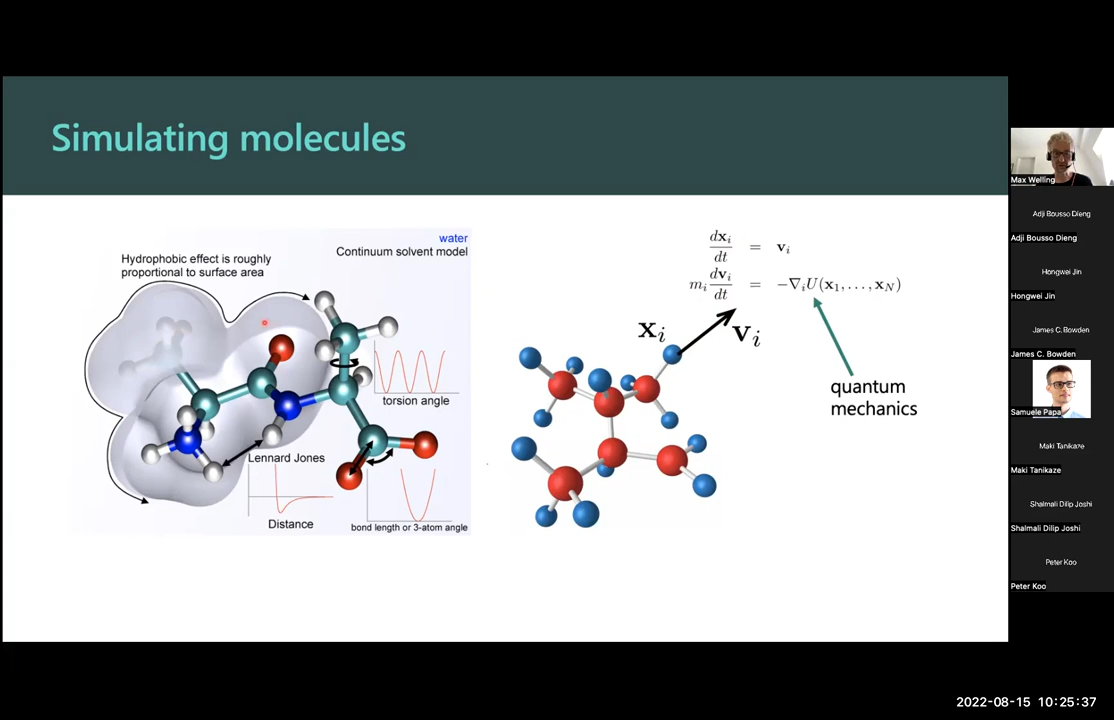 Simulating molecules
water
Continuum solvent model
Hydrophobic effect is roughly
proportional to surface area
torsion angle
Lennard Jones
Distance
bond length or 3-atom angle
d𝐱ᵢ/dt = 𝐯ᵢ
mᵢ d𝐯ᵢ/dt = −∇ᵢU(𝐱₁, . . . , 𝐱_N)
𝐱ᵢ
𝐯ᵢ
quantum
mechanics
Max Welling
Adji Bousso Dieng
Adji Bousso Dieng
Hongwei Jin
Hongwei Jin
James C. Bowden
James C. Bowden
Samuele Papa
Maki Tanikaze
Maki Tanikaze
Shalmali Dilip Joshi
Shalmali Dilip Joshi
Peter Koo
Peter Koo
2022-08-15 10:25:37